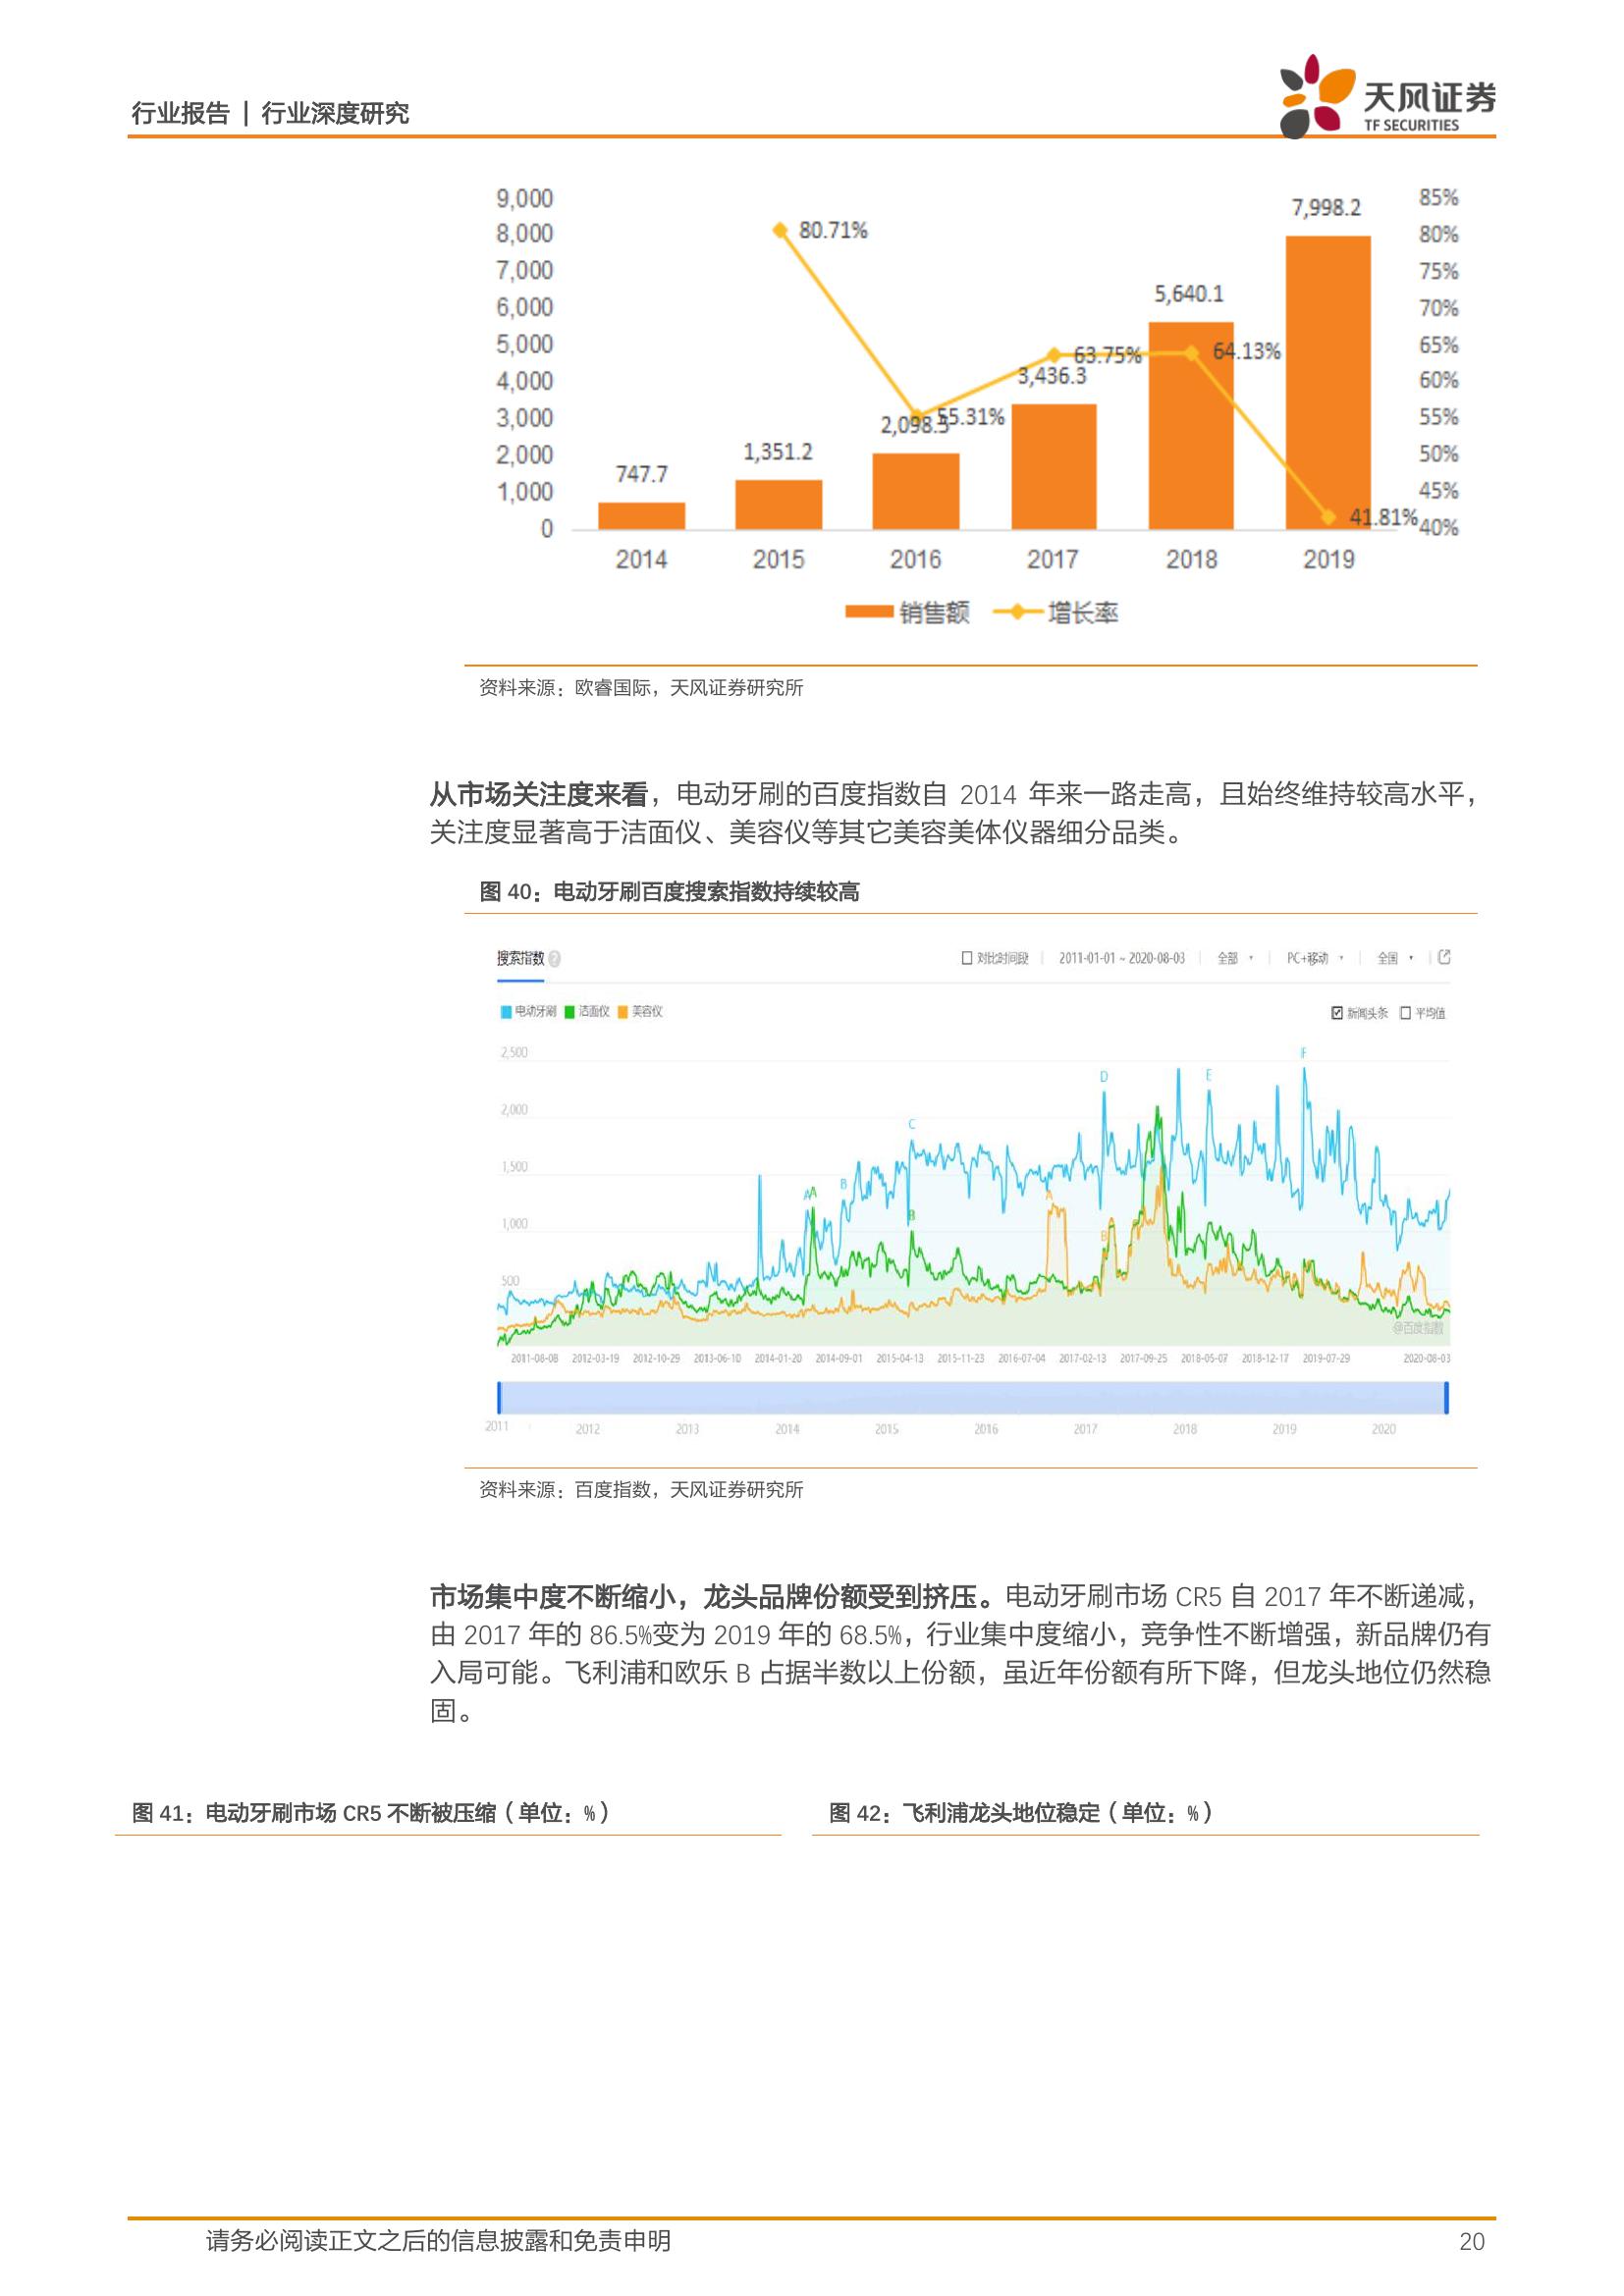 行业报告 | 行业深度研究
天风证券
TF SECURITIES
9,000
8,000
7,000
6,000
5,000
4,000
3,000
2,000
1,000
0
85%
80%
75%
70%
65%
60%
55%
50%
45%
40%
747.7
1,351.2
2,098.5
3,436.3
5,640.1
7,998.2
80.71%
55.31%
63.75%
64.13%
41.81%
2014 2015 2016 2017 2018 2019
销售额 增长率
资料来源：欧睿国际，天风证券研究所
从市场关注度来看，电动牙刷的百度指数自 2014 年来一路走高，且始终维持较高水平，
关注度显著高于洁面仪、美容仪等其它美容美体仪器细分品类。
图 40：电动牙刷百度搜索指数持续较高
搜索指数 ? 对比时间段 2011-01-01 ~ 2020-08-03 全部 PC+移动 全国
电动牙刷 洁面仪 美容仪 新闻头条 平均值
2,500
2,000
1,500
1,000
500
A A B C B A B D E F
@百度指数
2011-08-08 2012-03-19 2012-10-29 2013-06-10 2014-01-20 2014-09-01 2015-04-13 2015-11-23 2016-07-04 2017-02-13 2017-09-25 2018-05-07 2018-12-17 2019-07-29 2020-08-03
2011 2012 2013 2014 2015 2016 2017 2018 2019 2020
资料来源：百度指数，天风证券研究所
市场集中度不断缩小，龙头品牌份额受到挤压。电动牙刷市场 CR5 自 2017 年不断递减，
由 2017 年的 86.5%变为 2019 年的 68.5%，行业集中度缩小，竞争性不断增强，新品牌仍有
入局可能。飞利浦和欧乐 B 占据半数以上份额，虽近年份额有所下降，但龙头地位仍然稳
固。
图 41：电动牙刷市场 CR5 不断被压缩（单位：%）
图 42：飞利浦龙头地位稳定（单位：%）
请务必阅读正文之后的信息披露和免责申明
20